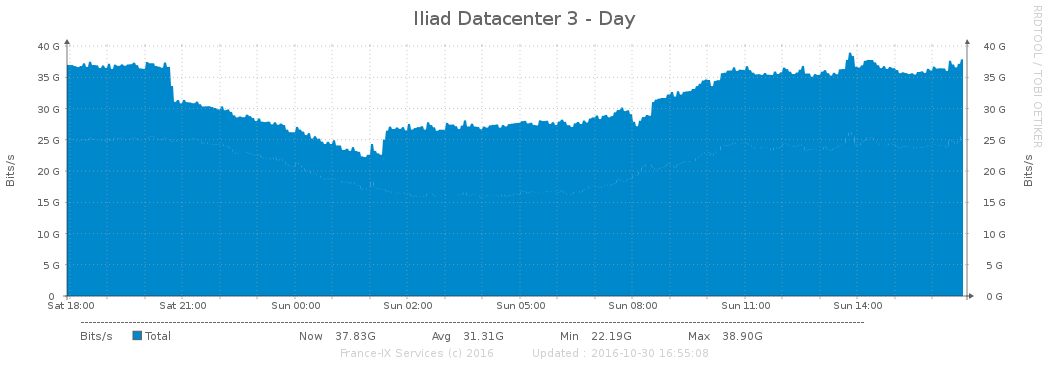 Iliad Datacenter 3 - Day
RRDTOOL / TOBI OETIKER
40 G 40 G
35 G 35 G
30 G 30 G
25 G 25 G
20 G 20 G
15 G 15 G
10 G 10 G
5 G 5 G
0 0 G
Bits/s
Bits/s
Sat 18:00 Sat 21:00 Sun 00:00 Sun 02:00 Sun 05:00 Sun 08:00 Sun 11:00 Sun 14:00
Bits/s Total Now 37.83G Avg 31.31G Min 22.19G Max 38.90G
France-IX Services (c) 2016 Updated : 2016-10-30 16:55:08